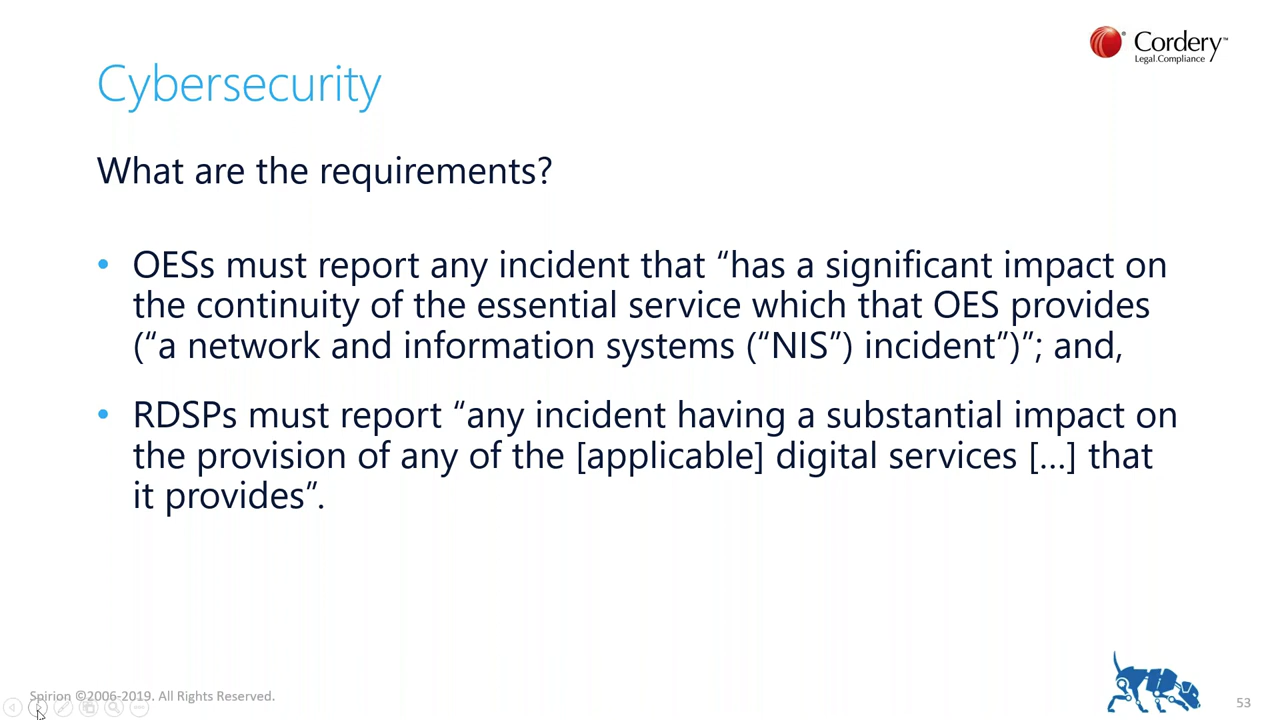 Cordery™
Legal.Compliance
Cybersecurity
What are the requirements?
• OESs must report any incident that “has a significant impact on
the continuity of the essential service which that OES provides
(“a network and information systems (“NIS”) incident”)”; and,
• RDSPs must report “any incident having a substantial impact on
the provision of any of the [applicable] digital services […] that
it provides”.
Spirion ©2006-2019. All Rights Reserved.
53